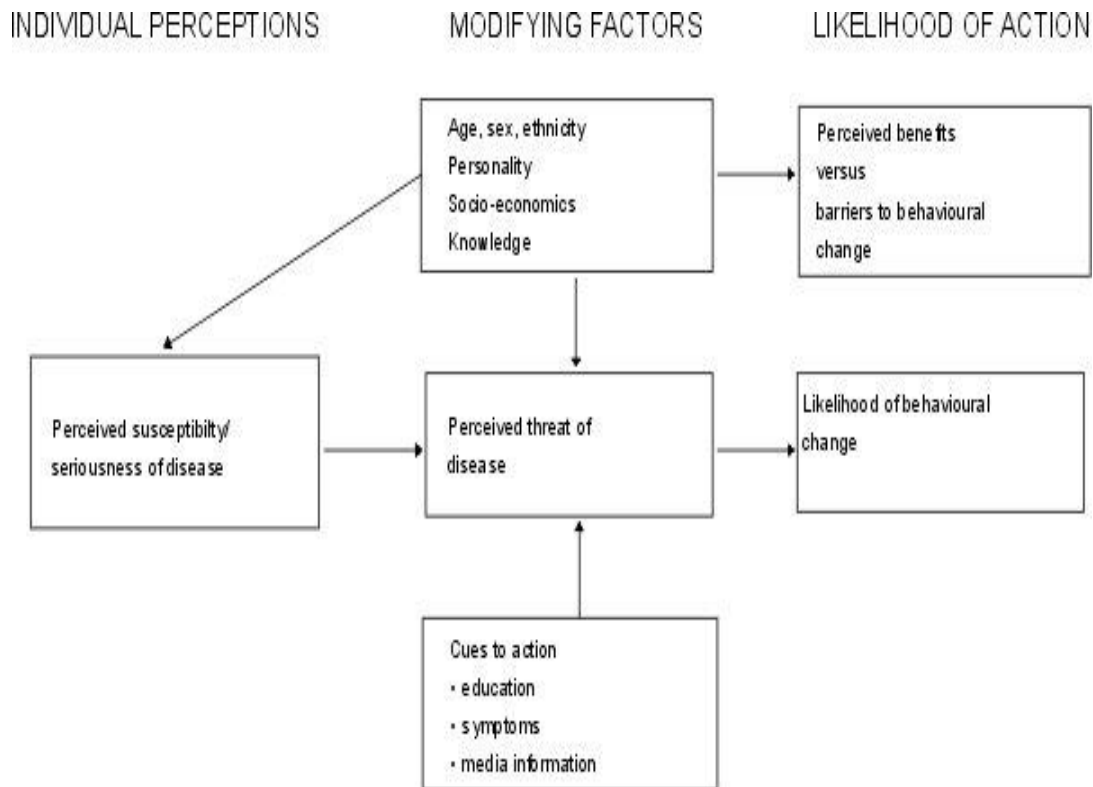 INDIVIDUAL PERCEPTIONS
MODIFYING FACTORS
LIKELIHOOD OF ACTION
Age, sex, ethnicity
Personality
Socio-economics
Knowledge
Perceived benefits
versus
barriers to behavioural
change
Perceived susceptibilty/
seriousness of disease
Perceived threat of
disease
Likelihood of behavioural
change
Cues to action
• education
• symptoms
• media information